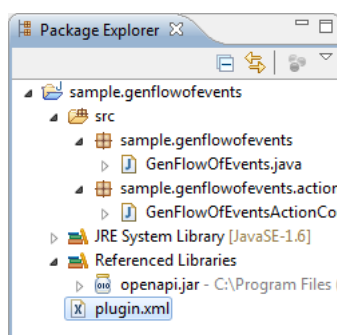 Package Explorer
sample.genflowofevents
src
sample.genflowofevents
GenFlowOfEvents.java
sample.genflowofevents.action
GenFlowOfEventsActionCo
JRE System Library [JavaSE-1.6]
Referenced Libraries
openapi.jar - C:\Program Files (
plugin.xml